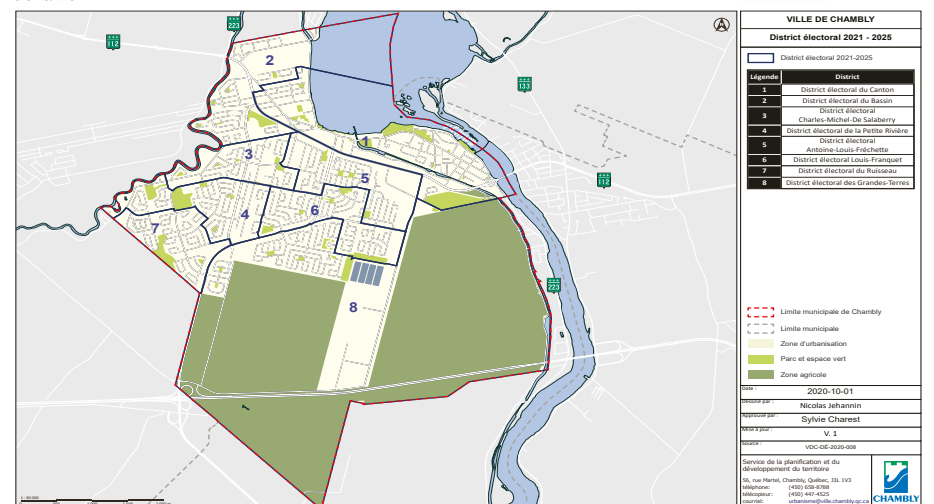 223
112
2
133
1
3
5
112
6
4
7
223
8
VILLE DE CHAMBLY
District électoral 2021 - 2025
District électoral 2021-2025
Légende District
1 District électoral du Canton
2 District électoral du Bassin
3 District électoral
Charles-Michel-De Salaberry
4 District électoral de la Petite Rivière
5 District électoral
Antoine-Louis-Fréchette
6 District électoral Louis-Franquet
7 District électoral du Ruisseau
8 District électoral des Grandes-Terres
Limite municipale de Chambly
Limite municipale
Zone d'urbanisation
Parc et espace vert
Zone agricole
Date :
2020-10-01
Dessiné par :
Nicolas Jehannin
Approuvé par :
Sylvie Charest
Mise à jour :
V. 1
Source :
VDC-DÉ-2020-008
Service de la planification et du
développement du territoire
56, rue Martel, Chambly, Québec, J3L 1V3
téléphone: (450) 658-8788
télécopieur: (450) 447-4525
courriel: urbanisme@ville.chambly.qc.ca
CHAMBLY